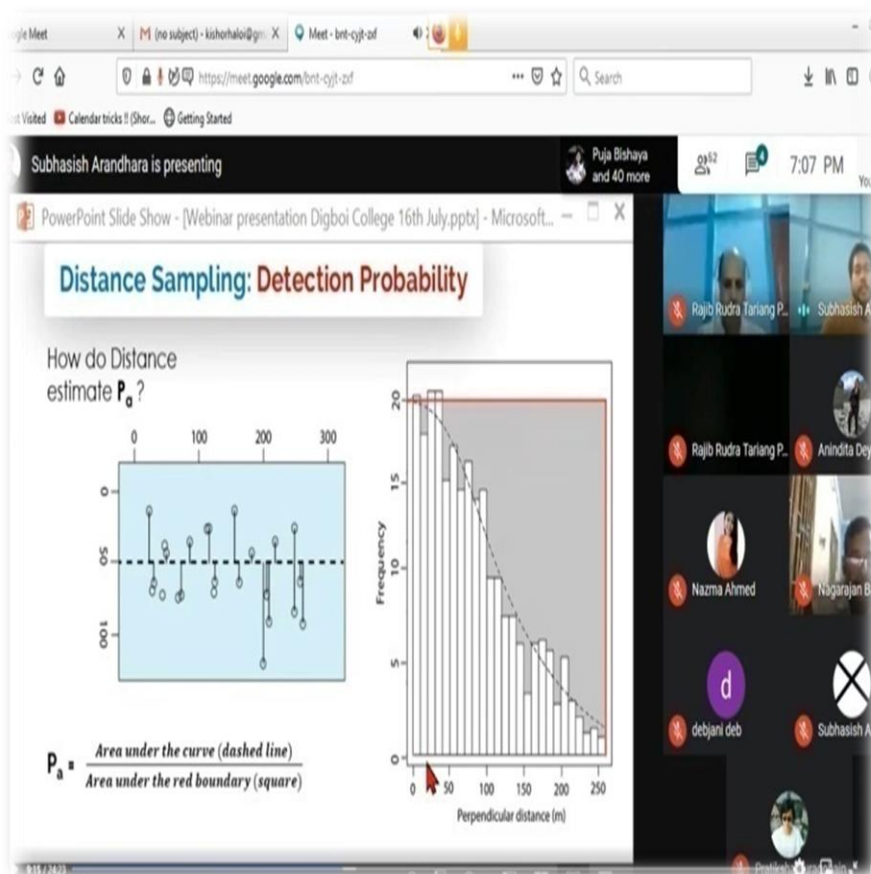 gle Meet
(no subject) - kishorhaloi@gm
Meet - bnt-cyjt-zxf
https://meet.google.com/bnt-cyjt-zxf
Search
st Visited
Calendar tricks !! (Shor...
Getting Started
Subhasish Arandhara is presenting
Puja Bishaya
and 40 more
52
4
7:07 PM
You
PowerPoint Slide Show - [Webinar presentation Digboi College 16th July.pptx] - Microsoft...
Distance Sampling: Detection Probability
How do Distance
estimate Pa ?
0 100 200 300
0
50
100
20
15
10
5
0
Frequency
0 50 100 150 200 250
Perpendicular distance (m)
Pa = Area under the curve (dashed line)
Area under the red boundary (square)
Rajib Rudra Tariang P...
Subhasish A
Rajib Rudra Tariang P...
Anindita Dey
Nazma Ahmed
Nagarajan B
d
debjani deb
Subhasish A